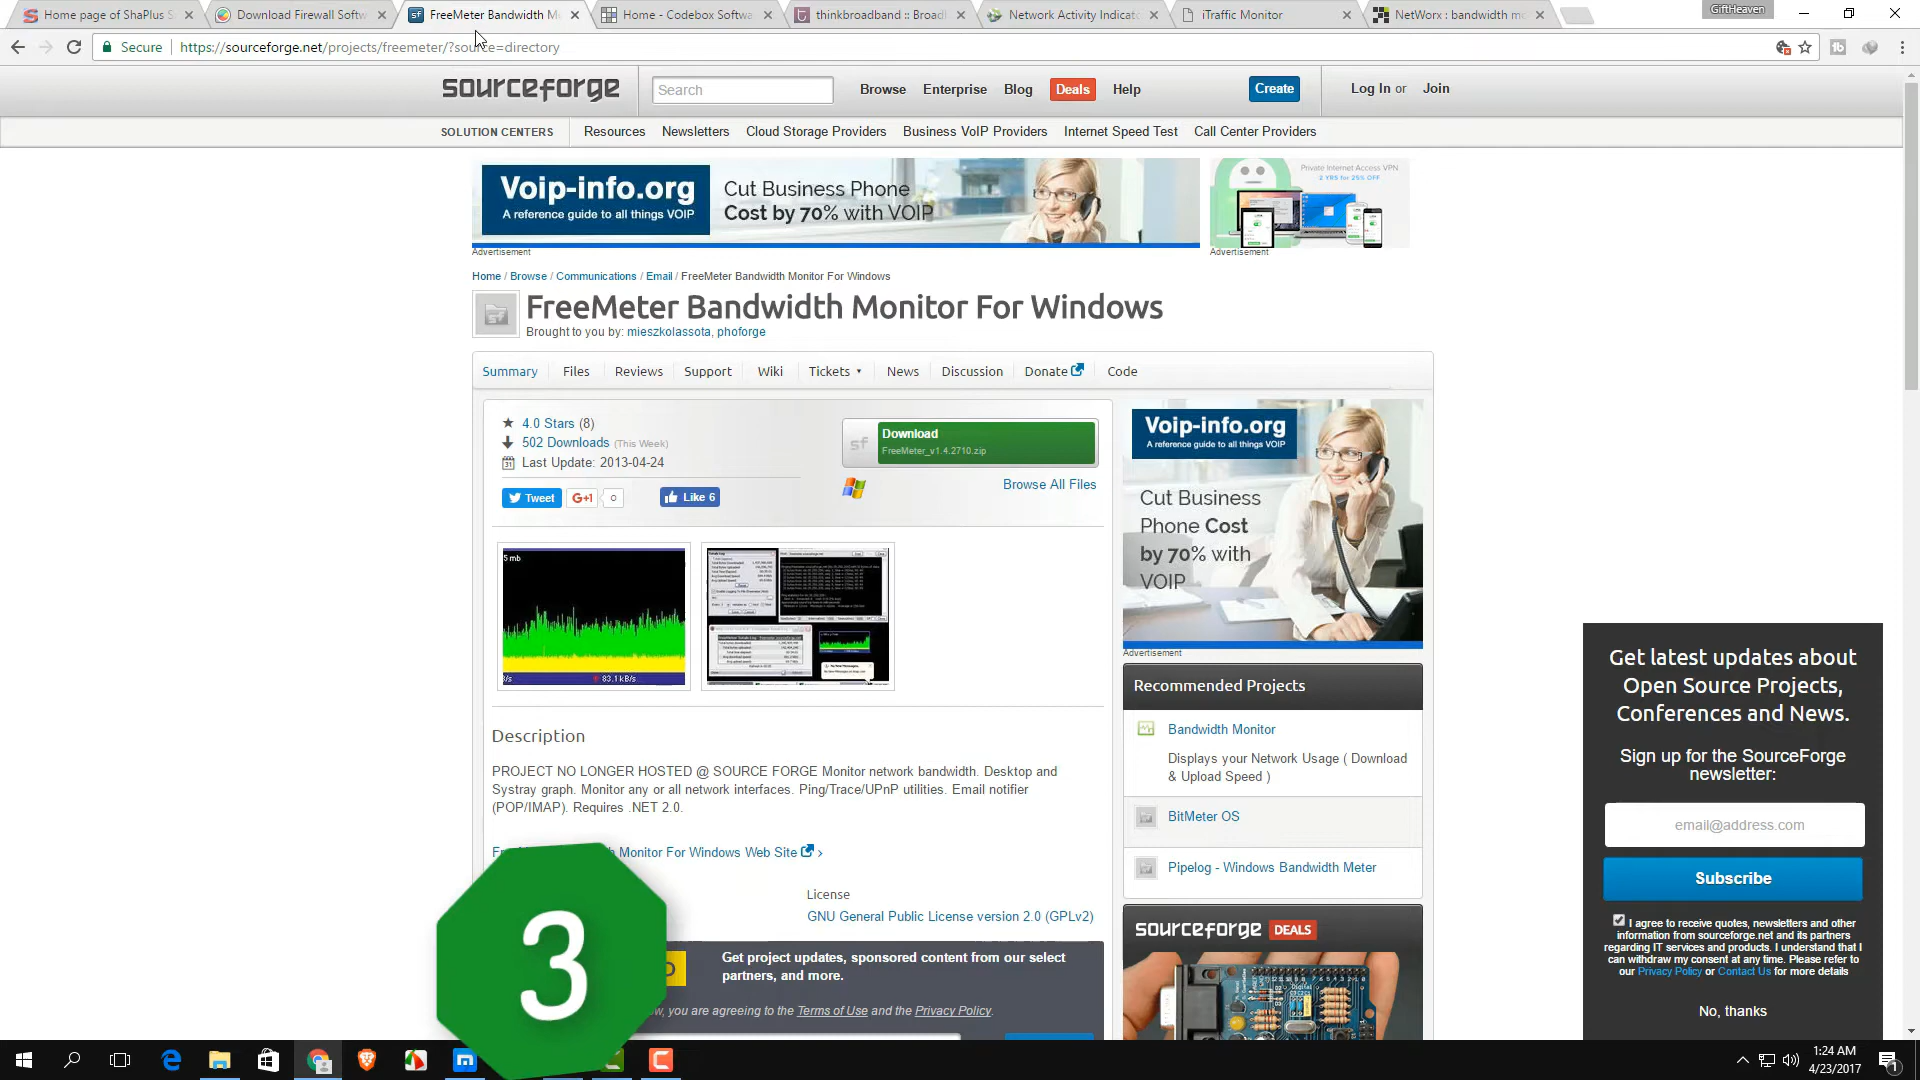 Home page of ShaPlus S
Download Firewall Softw
FreeMeter Bandwidth M
Home - Codebox Softwa
thinkbroadband :: Broad
Network Activity Indicat
iTraffic Monitor
NetWorx : bandwidth m
GiftHeaven
Secure https://sourceforge.net/projects/freemeter/?source=directory
sourceforge
Search
Browse Enterprise Blog Deals Help
Create
Log In or Join
SOLUTION CENTERS Resources Newsletters Cloud Storage Providers Business VoIP Providers Internet Speed Test Call Center Providers
Voip-info.org
A reference guide to all things VOIP
Cut Business Phone
Cost by 70% with VOIP
Private Internet Access VPN
2 YRS for 25% OFF
Advertisement
Advertisement
Home / Browse / Communications / Email / FreeMeter Bandwidth Monitor For Windows
FreeMeter Bandwidth Monitor For Windows
Brought to you by: mieszkolassota, phoforge
Summary Files Reviews Support Wiki Tickets News Discussion Donate Code
4.0 Stars (8)
502 Downloads (This Week)
Last Update: 2013-04-24
Download
FreeMeter_v1.4.2710.zip
Browse All Files
Tweet G+1 0 Like 6
5 mb
83.1 kB/s
Voip-info.org
A reference guide to all things VOIP
Cut Business
Phone Cost
by 70% with
VOIP
Advertisement
Description
PROJECT NO LONGER HOSTED @ SOURCE FORGE Monitor network bandwidth. Desktop and
Systray graph. Monitor any or all network interfaces. Ping/Trace/UPnP utilities. Email notifier
(POP/IMAP). Requires .NET 2.0.
Monitor For Windows Web Site
License
GNU General Public License version 2.0 (GPLv2)
Get project updates, sponsored content from our select
partners, and more.
you are agreeing to the Terms of Use and the Privacy Policy.
3
Recommended Projects
Bandwidth Monitor
Displays your Network Usage ( Download
& Upload Speed )
BitMeter OS
Pipelog - Windows Bandwidth Meter
sourceforge DEALS
Get latest updates about
Open Source Projects,
Conferences and News.
Sign up for the SourceForge
newsletter:
email@address.com
Subscribe
I agree to receive quotes, newsletters and other
information from sourceforge.net and its partners
regarding IT services and products. I understand that I
can withdraw my consent at any time. Please refer to
our Privacy Policy or Contact Us for more details
No, thanks
1:24 AM
4/23/2017
1